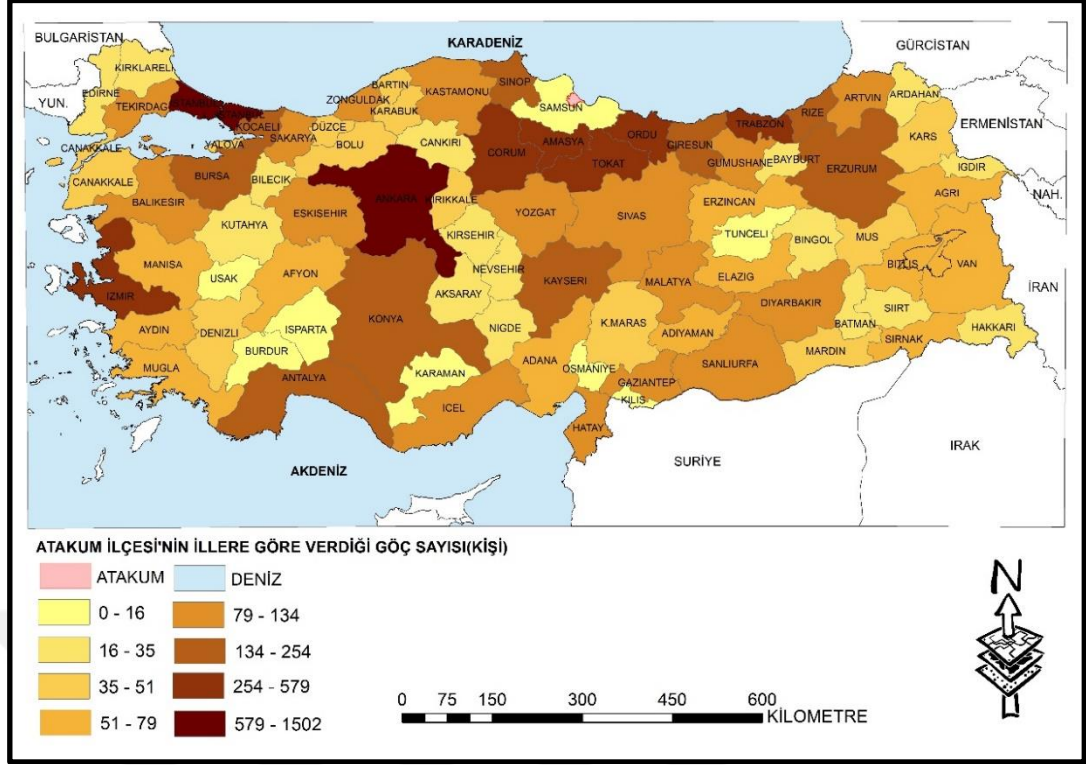 BULGARİSTAN
KARADENİZ
GÜRCİSTAN
KIRKLARELİ
EDİRNE
YUN.
TEKIRDAG
ISTANBUL
KOCAELI
YALOVA
SAKARYA
DÜZCE
BOLU
ZONGULDAK
BARTIN
KARABUK
KASTAMONU
SINOP
SAMSUN
CANKIRI
CORUM
AMASYA
ORDU
TOKAT
GIRESUN
TRABZON
GUMUSHANE
BAYBURT
RIZE
ARTVIN
ARDAHAN
KARS
ERMENİSTAN
IGDIR
NAH.
ERZURUM
AGRI
CANAKKALE
CANAKKALE
BALIKESIR
BURSA
BILECIK
ESKISEHIR
ANKARA
KIRIKKALE
YOZGAT
SIVAS
ERZINCAN
TUNCELI
BINGOL
MUS
BITLIS
VAN
İRAN
KUTAHYA
MANISA
USAK
AFYON
KIRSEHIR
NEVSEHIR
AKSARAY
KAYSERI
MALATYA
ELAZIG
DIYARBAKIR
BATMAN
SIIRT
HAKKARI
SIRNAK
MARDIN
IZMIR
AYDIN
DENIZLI
ISPARTA
BURDUR
KONYA
NIGDE
K.MARAS
ADIYAMAN
SANLIURFA
MUGLA
ANTALYA
KARAMAN
ICEL
ADANA
OSMANIYE
GAZIANTEP
KILIS
HATAY
AKDENİZ
SURİYE
IRAK
ATAKUM İLÇESİ'NİN İLLERE GÖRE VERDİĞİ GÖÇ SAYISI(KİŞİ)
ATAKUM
DENİZ
0 - 16
79 - 134
16 - 35
134 - 254
35 - 51
254 - 579
51 - 79
579 - 1502
0 75 150 300 450 600
KİLOMETRE
N